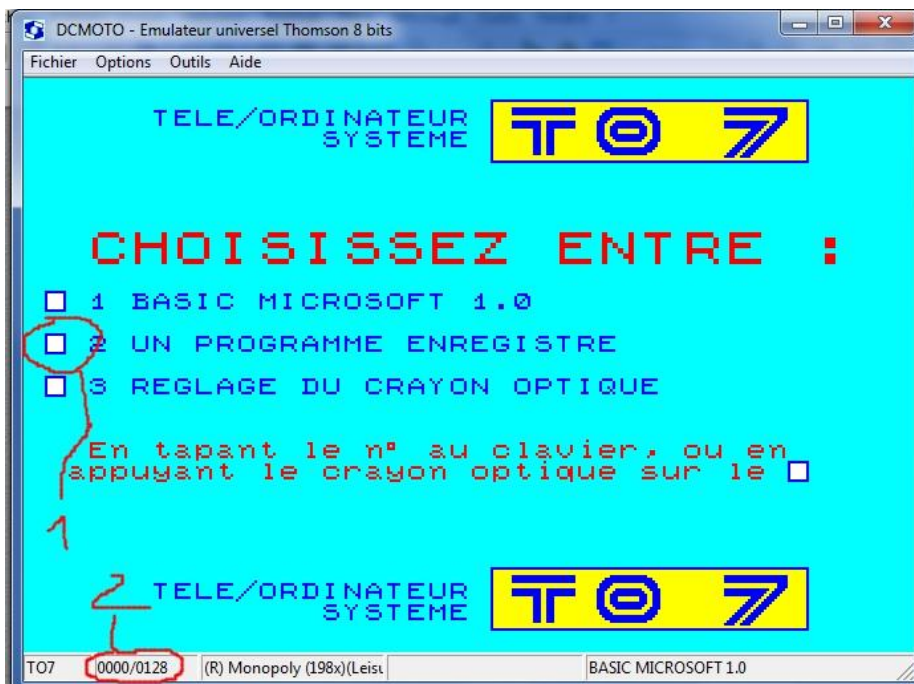 DCMOTO - Emulateur universel Thomson 8 bits
Fichier Options Outils Aide
TELE/ORDINATEUR
SYSTEME
TO 7
CHOISISSEZ ENTRE :
1 BASIC MICROSOFT 1.0
2 UN PROGRAMME ENREGISTRE
3 REGLAGE DU CRAYON OPTIQUE
En tapant le n° au clavier, ou en
appuyant le crayon optique sur le
1
2
TELE/ORDINATEUR
SYSTEME
TO 7
TO7 0000/0128 (R) Monopoly (198x)(Leisu BASIC MICROSOFT 1.0